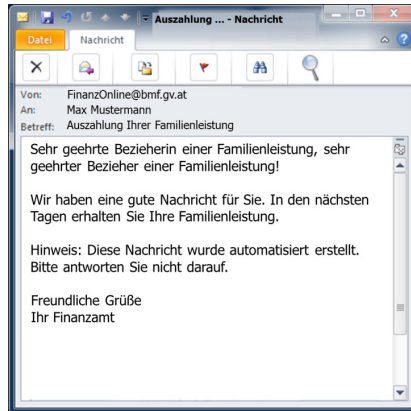 Auszahlung ... - Nachricht
Datei
Nachricht
Von: FinanzOnline@bmf.gv.at
An: Max Mustermann
Betreff: Auszahlung Ihrer Familienleistung
Sehr geehrte Bezieherin einer Familienleistung, sehr
geehrter Bezieher einer Familienleistung!
Wir haben eine gute Nachricht für Sie. In den nächsten
Tagen erhalten Sie Ihre Familienleistung.
Hinweis: Diese Nachricht wurde automatisiert erstellt.
Bitte antworten Sie nicht darauf.
Freundliche Grüße
Ihr Finanzamt